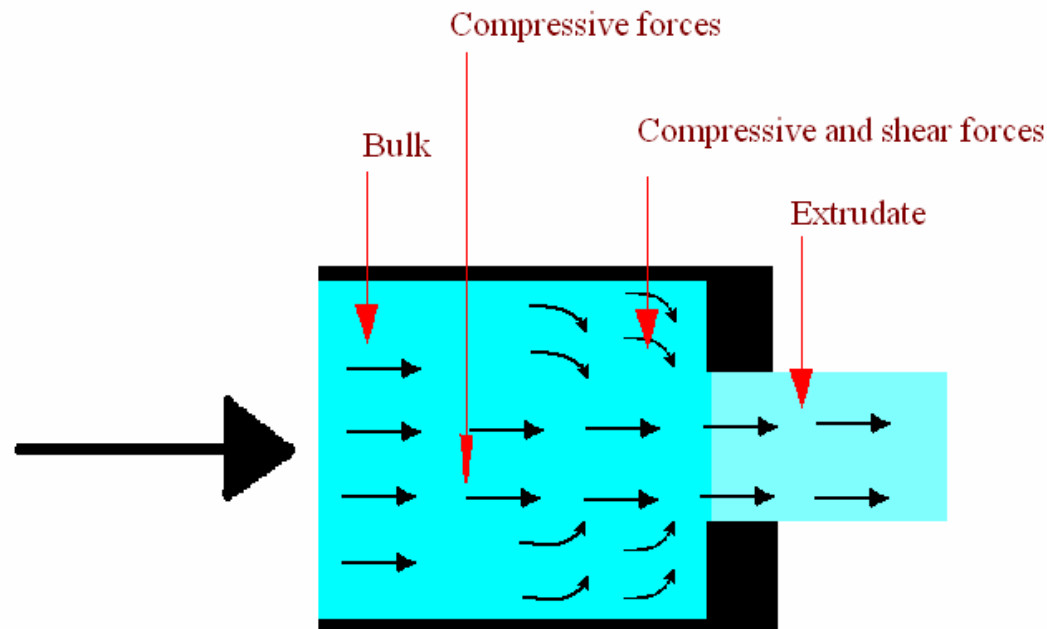 Compressive forces
Bulk
Compressive and shear forces
Extrudate